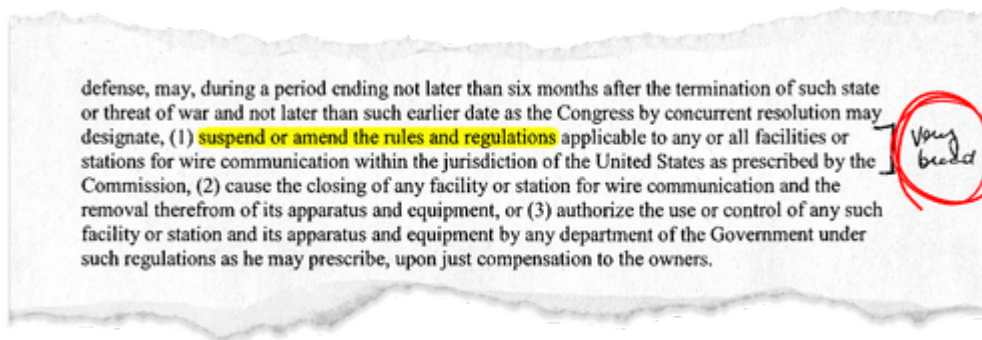 defense, may, during a period ending not later than six months after the termination of such state
or threat of war and not later than such earlier date as the Congress by concurrent resolution may
designate, (1) suspend or amend the rules and regulations applicable to any or all facilities or
stations for wire communication within the jurisdiction of the United States as prescribed by the
Commission, (2) cause the closing of any facility or station for wire communication and the
removal therefrom of its apparatus and equipment, or (3) authorize the use or control of any such
facility or station and its apparatus and equipment by any department of the Government under
such regulations as he may prescribe, upon just compensation to the owners.
Very
broad